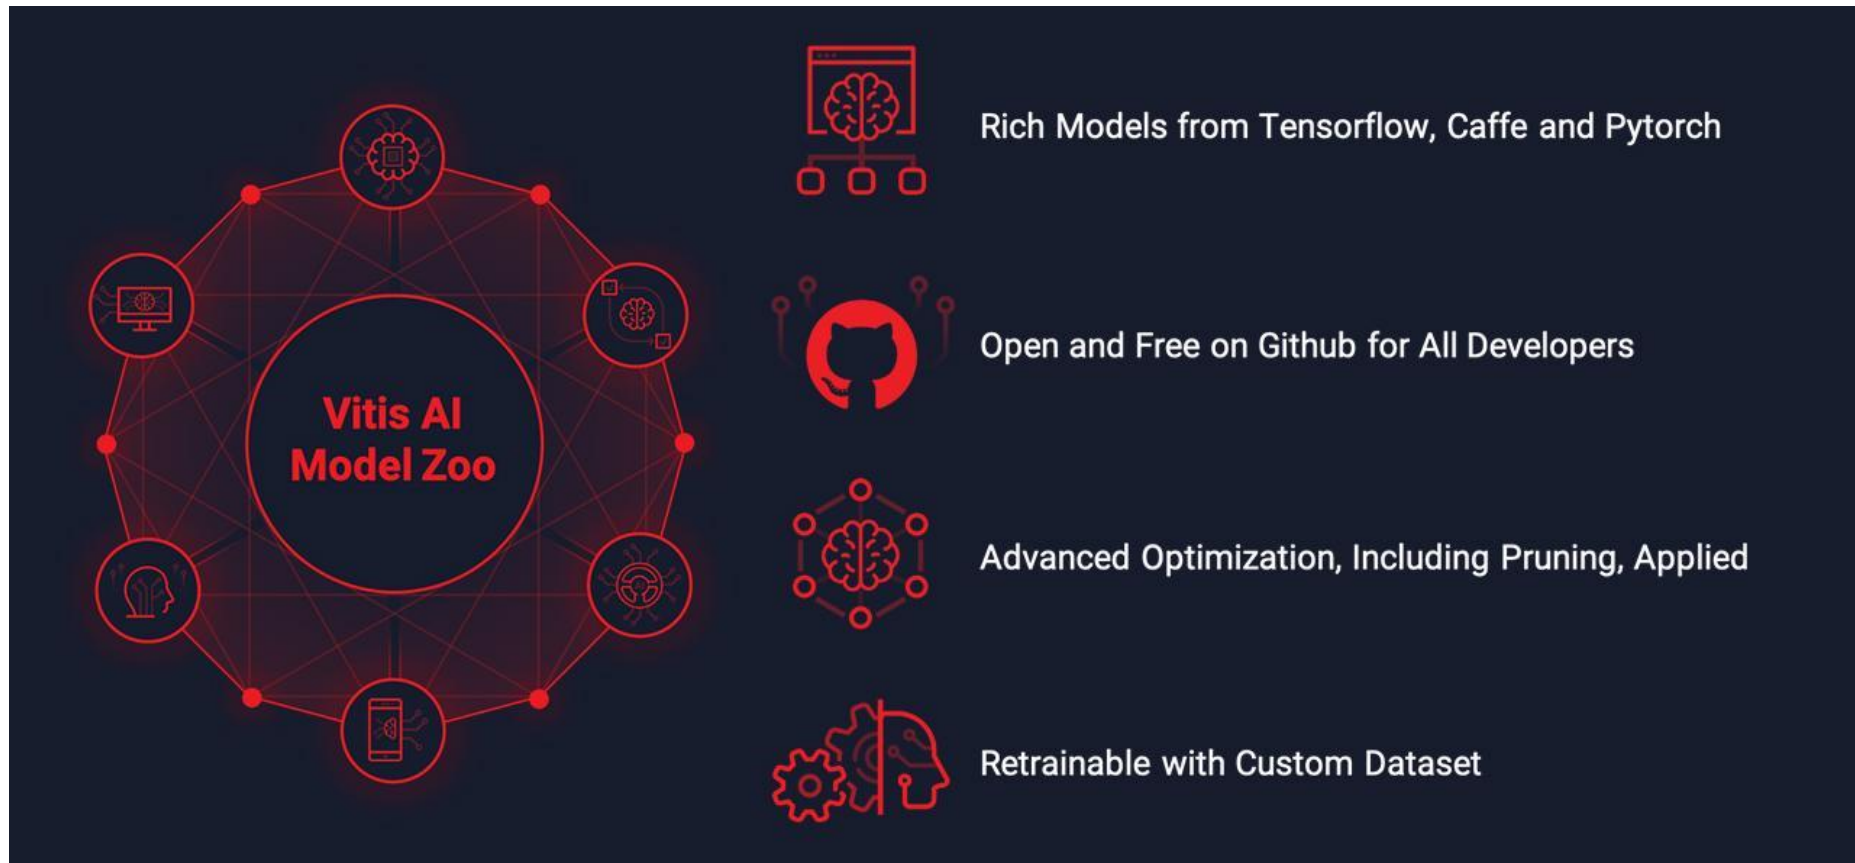 Vitis AI
Model Zoo
Rich Models from Tensorflow, Caffe and Pytorch
Open and Free on Github for All Developers
Advanced Optimization, Including Pruning, Applied
Retrainable with Custom Dataset